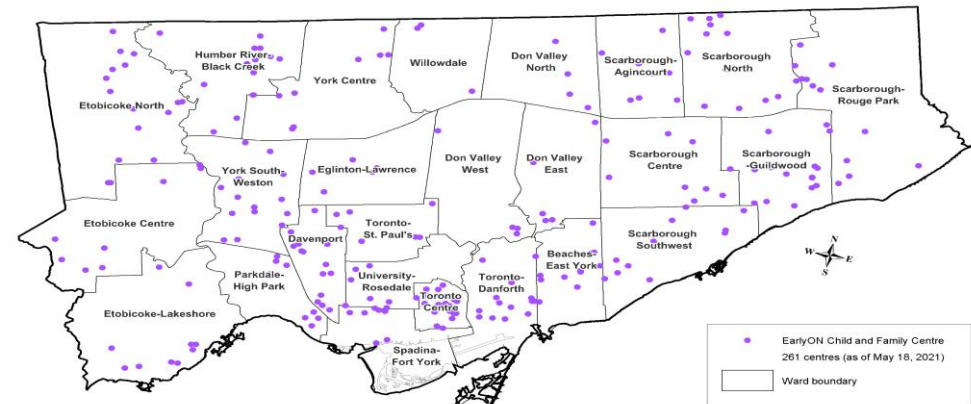 Humber River-
Black Creek
York Centre
Willowdale
Don Valley
North
Scarborough-
Agincourt
Scarborough
North
Etobicoke North
Scarborough-
Rouge Park
York South-
Weston
Eglinton-Lawrence
Don Valley
West
Don Valley
East
Scarborough
Centre
Scarborough
-Guildwood
Etobicoke Centre
Davenport
Toronto-
St. Paul's
Scarborough
Southwest
Parkdale-
High Park
University-
Rosedale
Toronto
Centre
Toronto-
Danforth
Beaches-
East York
Etobicoke-Lakeshore
Spadina-
Fort York
N
W
E
S
EarlyON Child and Family Centre
261 centres (as of May 18, 2021)
Ward boundary